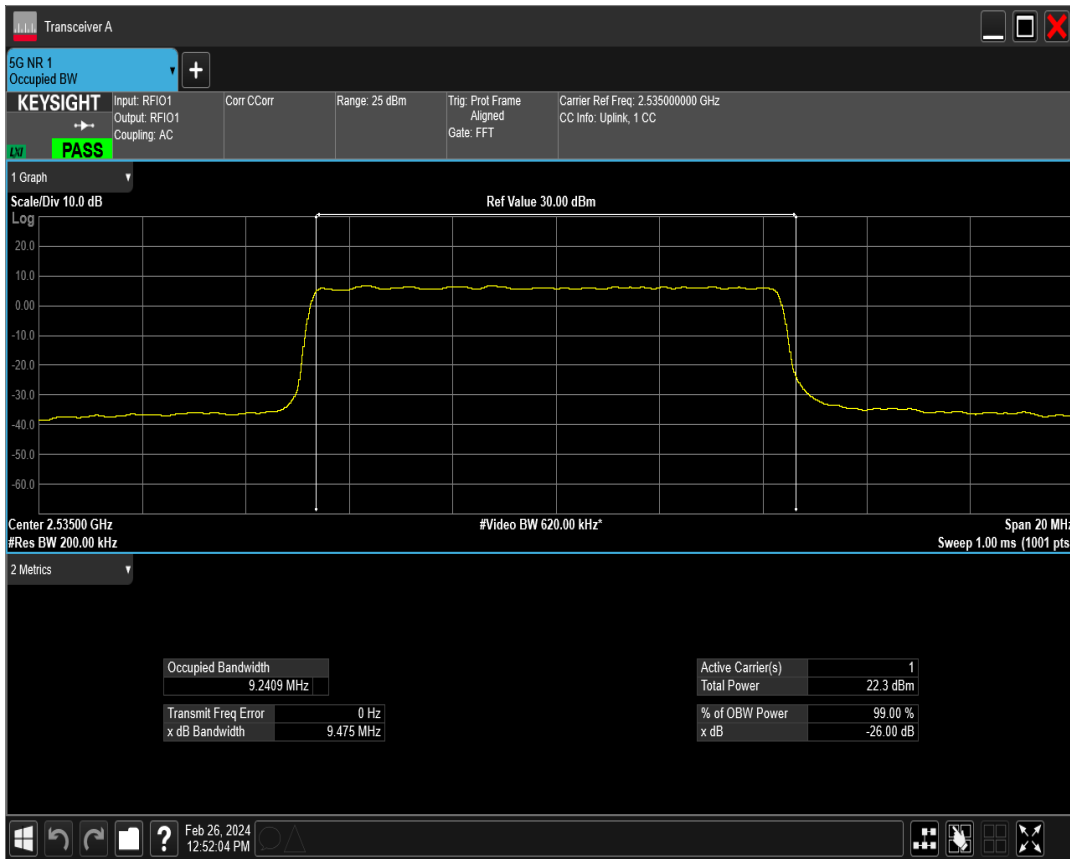 Transceiver A
5G NR 1
Occupied BW
KEYSIGHT
LXI
PASS
Input: RFIO1
Output: RFIO1
Coupling: AC
Corr CCorr
Range: 25 dBm
Trig: Prot Frame
Aligned
Gate: FFT
Carrier Ref Freq: 2.535000000 GHz
CC Info: Uplink, 1 CC
1 Graph
Scale/Div 10.0 dB
Ref Value 30.00 dBm
Log
20.0
10.0
0.00
-10.0
-20.0
-30.0
-40.0
-50.0
-60.0
Center 2.53500 GHz
#Video BW 620.00 kHz*
Span 20 MHz
#Res BW 200.00 kHz
Sweep 1.00 ms (1001 pts
2 Metrics
Occupied Bandwidth
9.2409 MHz
Transmit Freq Error 0 Hz
x dB Bandwidth 9.475 MHz
Active Carrier(s) 1
Total Power 22.3 dBm
% of OBW Power 99.00 %
x dB -26.00 dB
Feb 26, 2024
12:52:04 PM